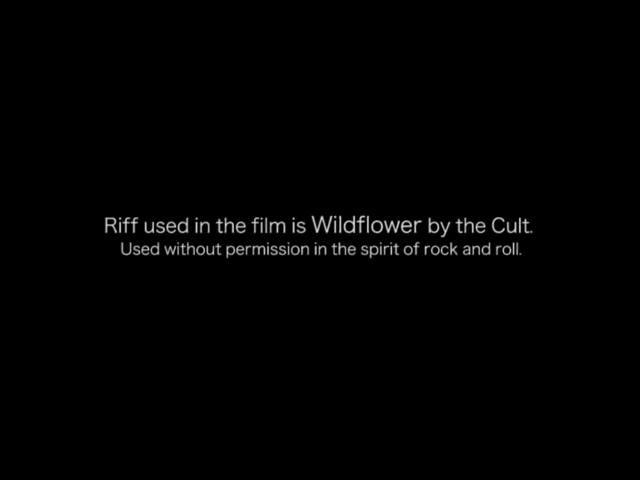 Riff used in the film is Wildflower by the Cult.
Used without permission in the spirit of rock and roll.